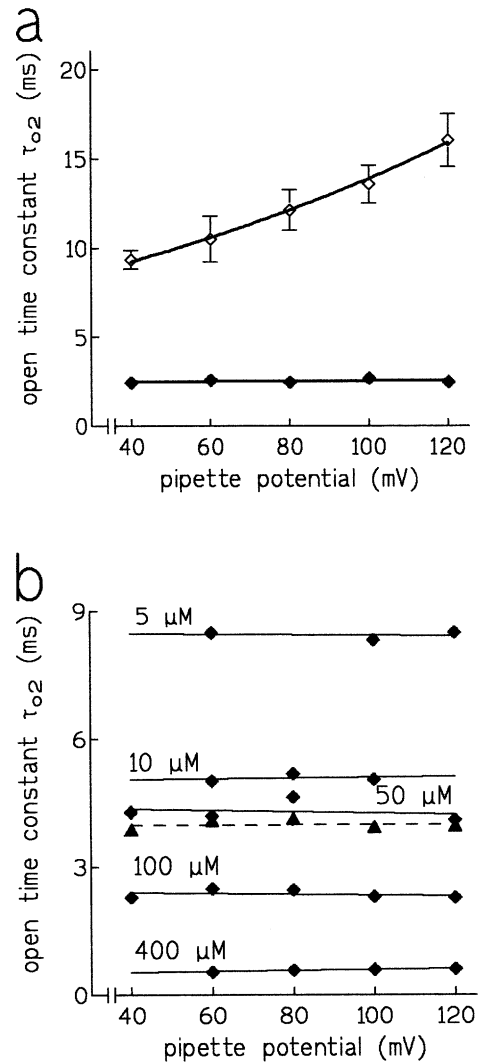 a
open time constant τo2 (ms)
20
15
10
5
0
40 60 80 100 120
pipette potential (mV)
b
open time constant τo2 (ms)
9
6
3
0
5 μM
10 μM
50 μM
100 μM
400 μM
40 60 80 100 120
pipette potential (mV)